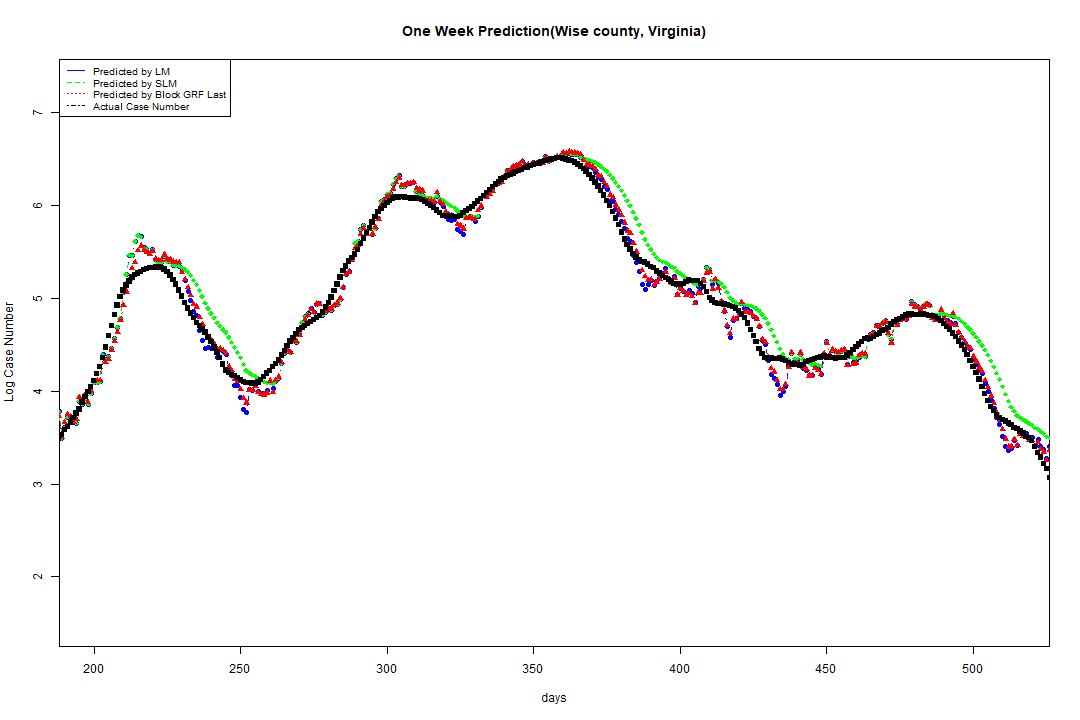 One Week Prediction(Wise county, Virginia)
Predicted by LM
Predicted by SLM
Predicted by Block GRF Last
Actual Case Number
Log Case Number
7
6
5
4
3
2
200 250 300 350 400 450 500
days